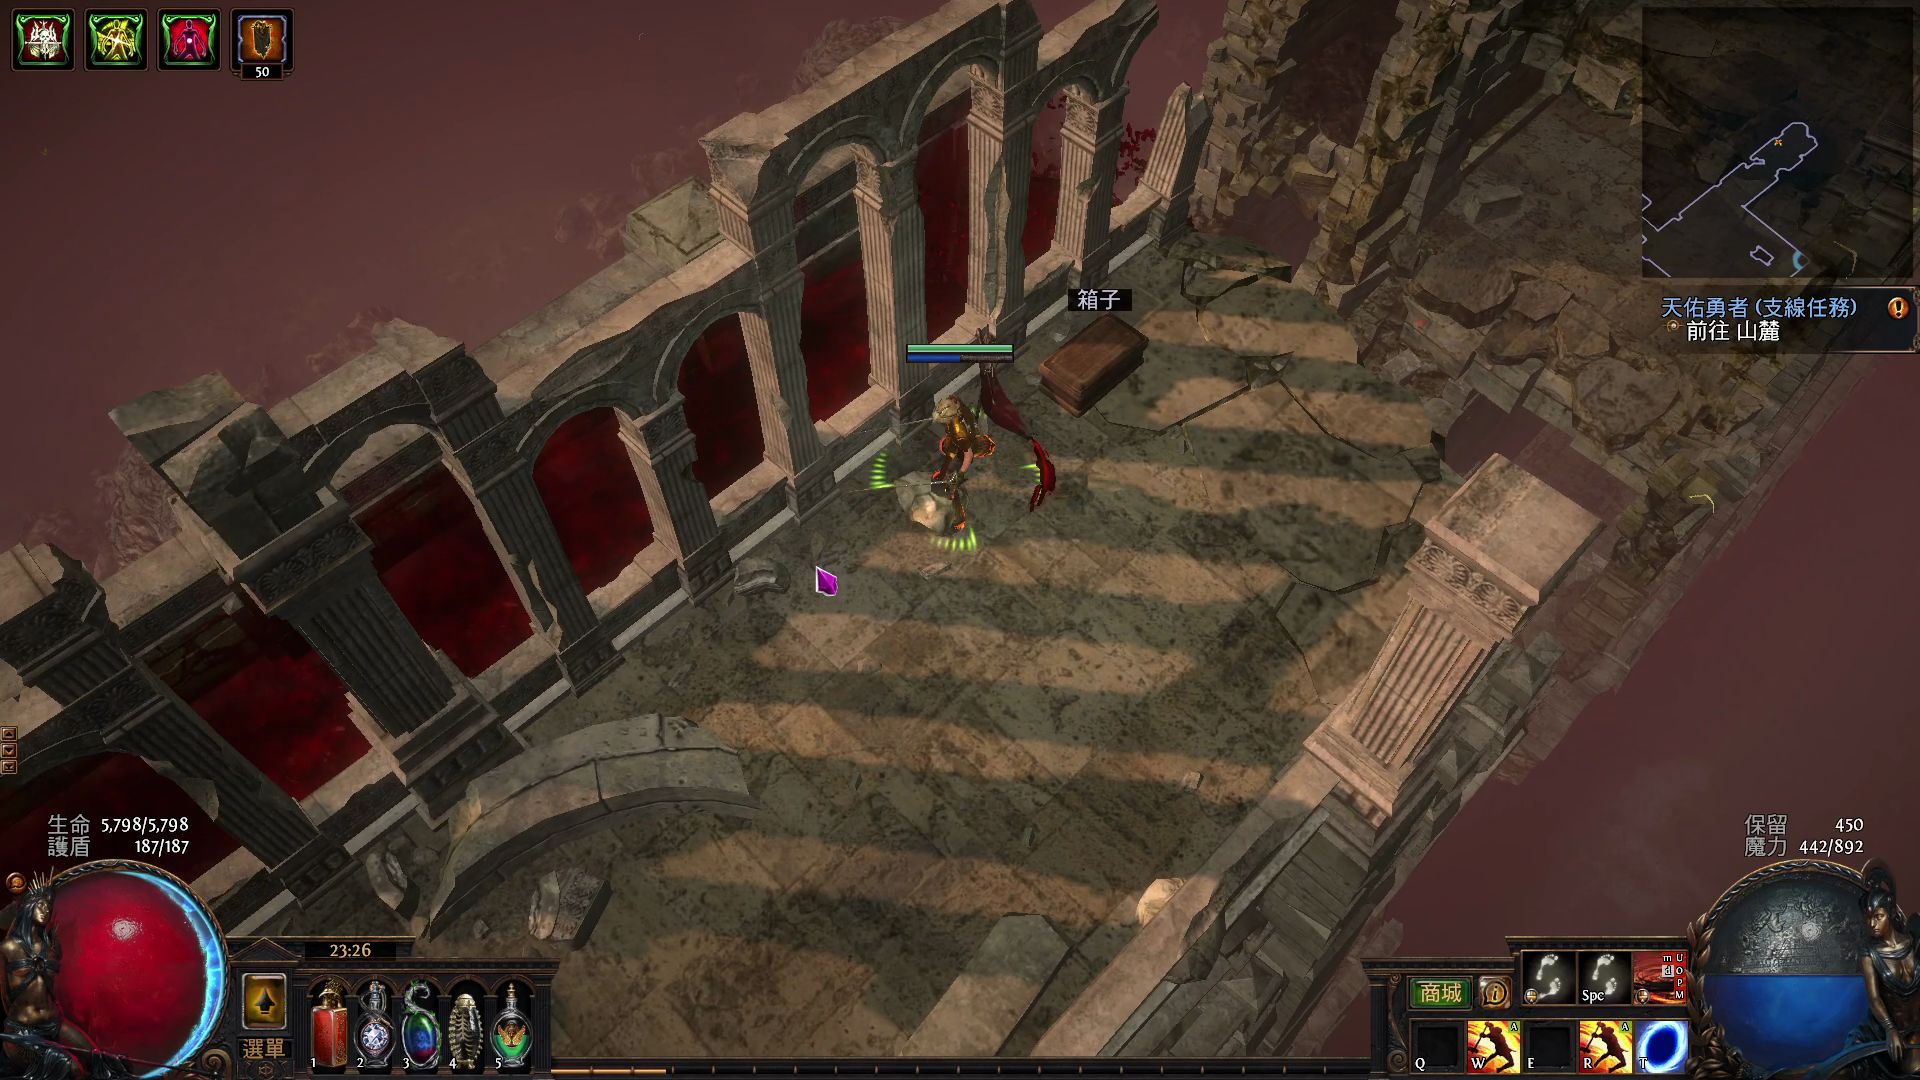 50
箱子
天佑勇者 (支線任務)
前往 山麓
生命 5,798/5,798
護盾 187/187
保留 450
魔力 442/892
23:26
選單
1 2 3 4 5
商城
Spc
Q W E R T
A A